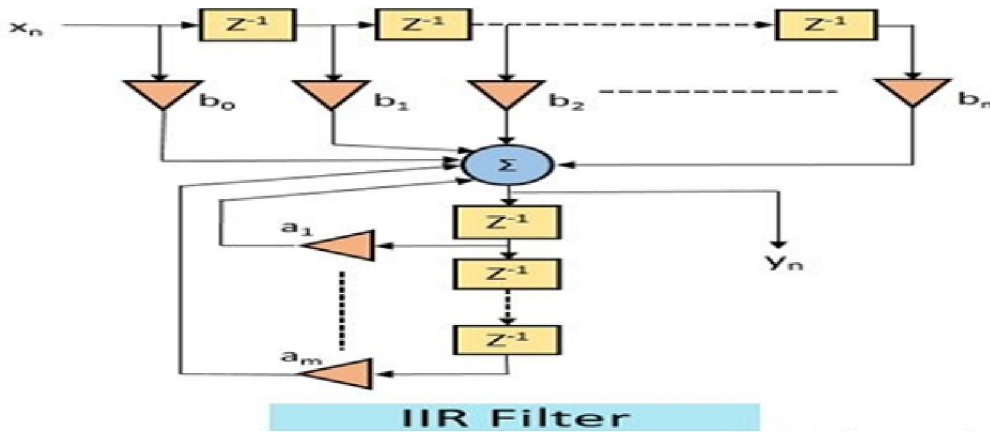 xₙ
Z⁻¹
Z⁻¹
Z⁻¹
b₀
b₁
b₂
bₙ
Σ
Z⁻¹
a₁
Z⁻¹
yₙ
Z⁻¹
aₘ
IIR Filter